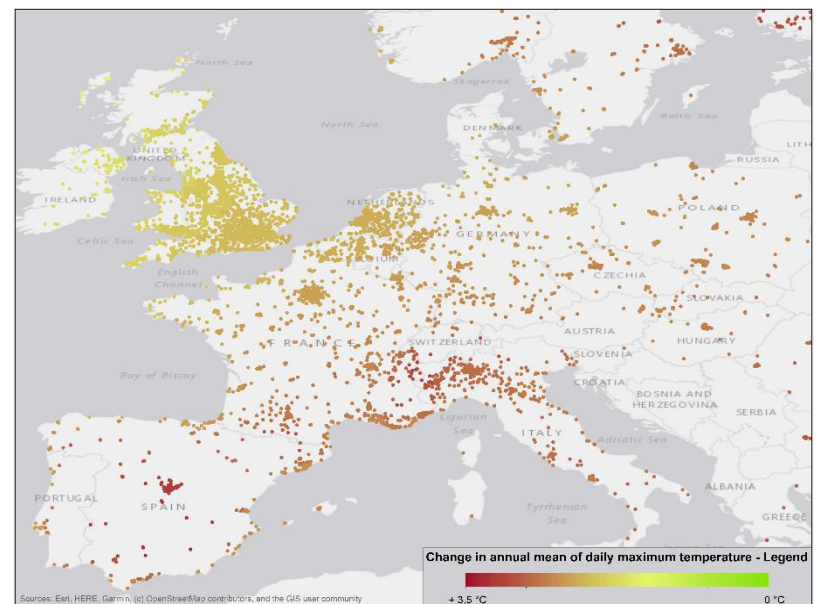 North Sea
Skagerrak
North Sea
Baltic Sea
DENMARK
LITH
RUSSIA
UNITED
KINGDOM
Irish Sea
IRELAND
NETHERLANDS
POLAND
GERMANY
Celtic Sea
BELGIUM
English
Channel
CZECHIA
SLOVAKIA
FRANCE
SWITZERLAND
AUSTRIA
HUNGARY
SLOVENIA
CROATIA
Bay of Biscay
BOSNIA AND
HERZEGOVINA
SERBIA
Ligurian
Sea
ITALY
Adriatic Sea
PORTUGAL
SPAIN
ALBANIA
Tyrrhenian
Sea
GREECE
Change in annual mean of daily maximum temperature - Legend
+ 3,5 °C
0 °C
Sources: Esri, HERE, Garmin, (c) OpenStreetMap contributors, and the GIS user community